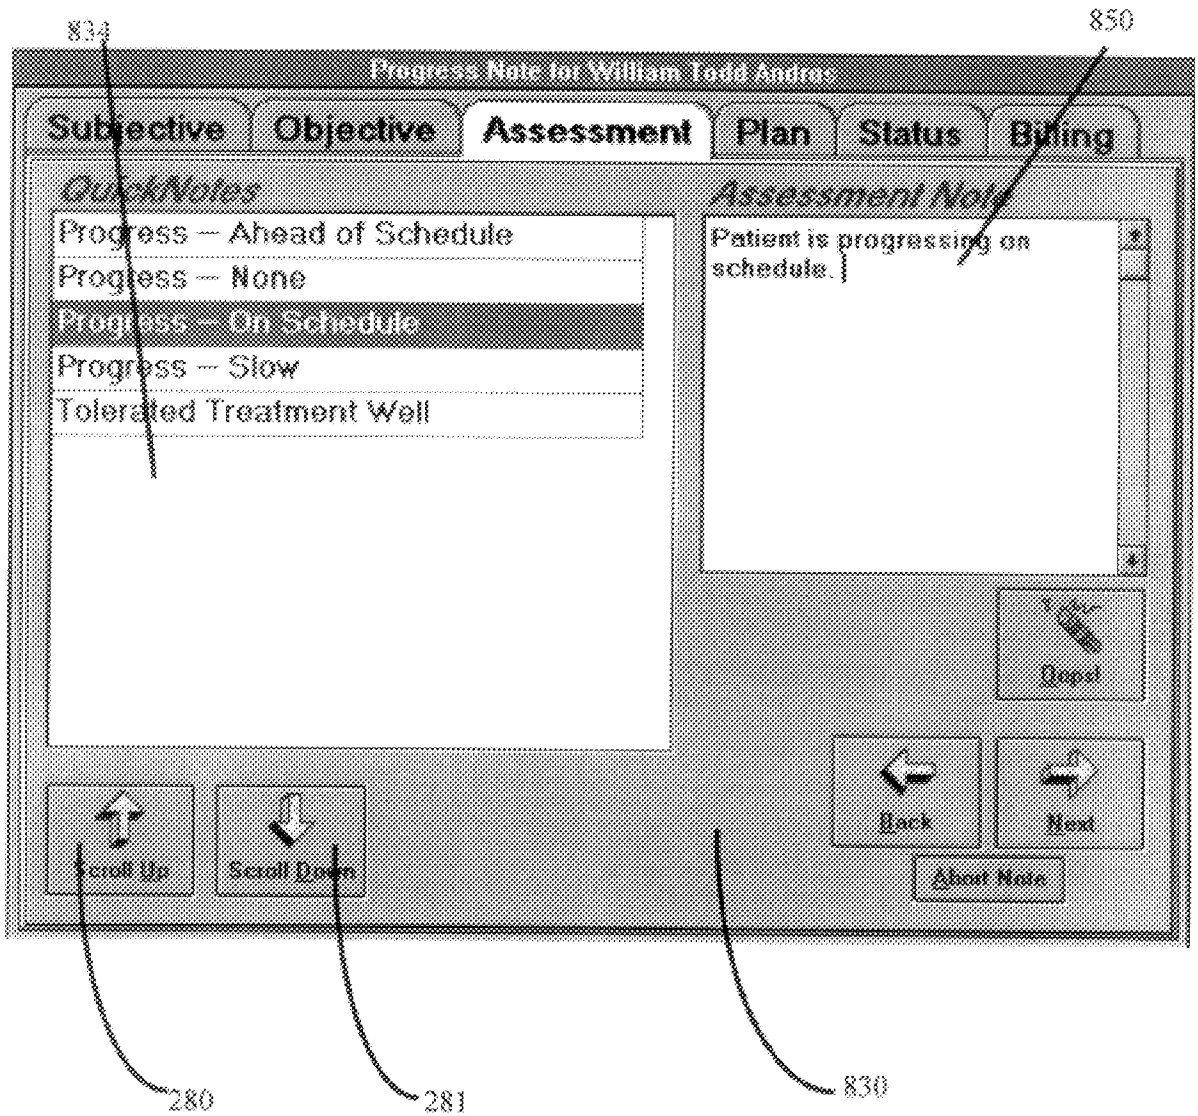 834
850
Progress Note for William Todd Andros
Subjective Objective Assessment Plan Status Billing
QuickNotes
Progress – Ahead of Schedule
Progress – None
Progress – On Schedule
Progress – Slow
Tolerated Treatment Well
Assessment Note
Patient is progressing on
schedule.
Oops!
Back
Next
Scroll Up
Scroll Down
Abort Note
280
281
830